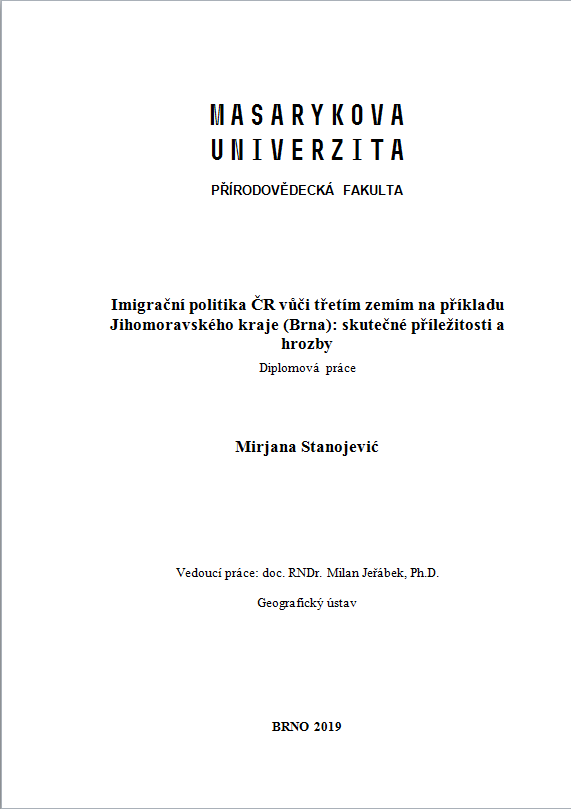 MASARYKOVA
UNIVERZITA
PŘÍRODOVĚDECKÁ FAKULTA
Imigrační politika ČR vůči třetím zemím na příkladu
Jihomoravského kraje (Brna): skutečné příležitosti a
hrozby
Diplomová práce
Mirjana Stanojević
Vedoucí práce: doc. RNDr. Milan Jeřábek, Ph.D.
Geografický ústav
BRNO 2019